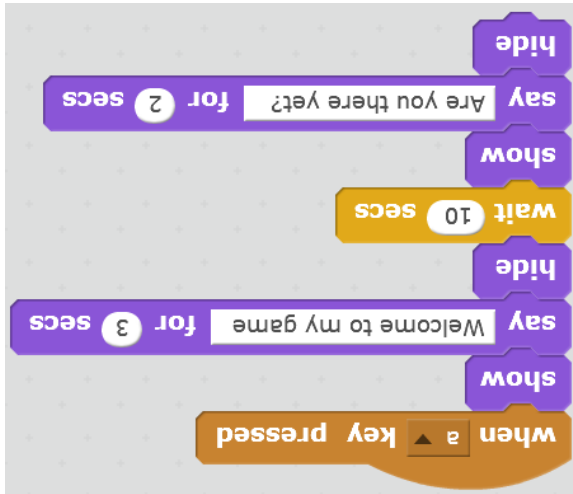 when a key pressed
show
say Welcome to my game for 3 secs
hide
wait 10 secs
show
say Are you there yet? for 2 secs
hide